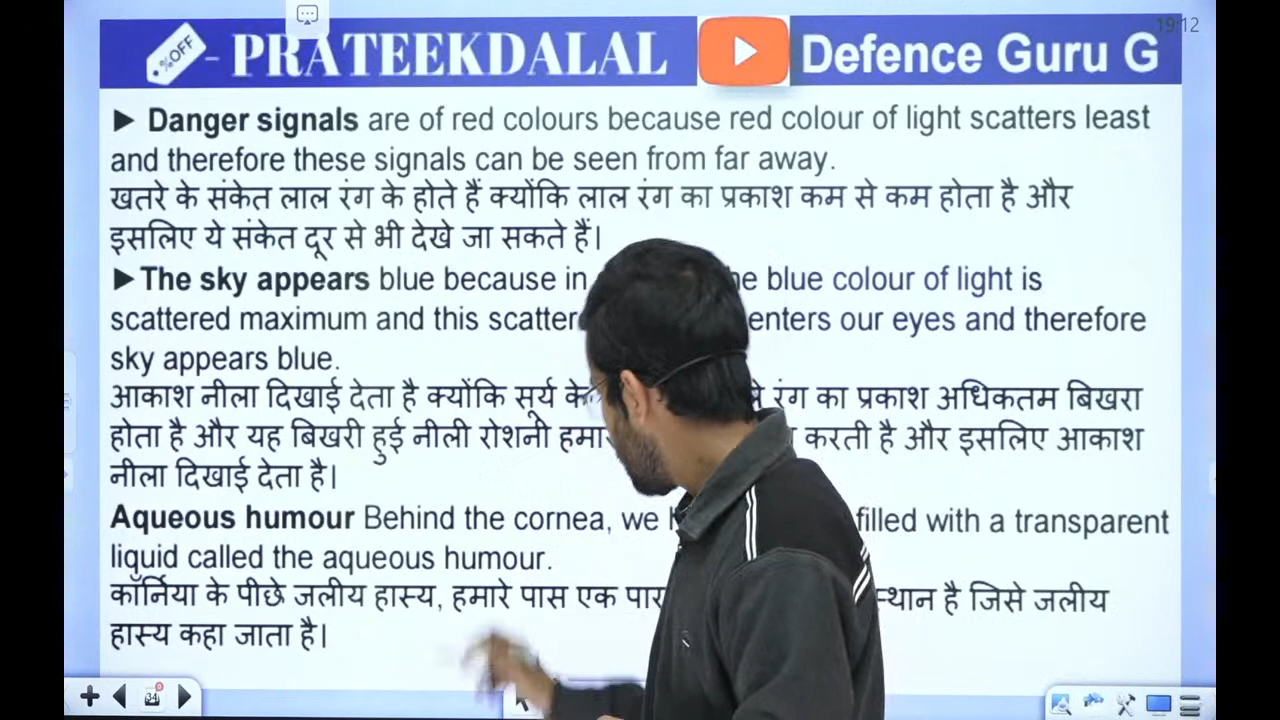 %OFF - PRATEEKDALAL Defence Guru G
19:12
► Danger signals are of red colours because red colour of light scatters least
and therefore these signals can be seen from far away.
खतरे के संकेत लाल रंग के होते हैं क्योंकि लाल रंग का प्रकाश कम से कम होता है और
इसलिए ये संकेत दूर से भी देखे जा सकते हैं।
►The sky appears blue because in blue colour of light is
scattered maximum and this enters our eyes and therefore
sky appears blue.
आकाश नीला दिखाई देता है क्योंकि सूर्य के रंग का प्रकाश अधिकतम बिखरा
होता है और यह बिखरी हुई नीली रोशनी करती है और इसलिए आकाश
नीला दिखाई देता है।
Aqueous humour Behind the cornea, we filled with a transparent
liquid called the aqueous humour.
कॉर्निया के पीछे जलीय हास्य, हमारे पास एक है जिसे जलीय
हास्य कहा जाता है।
34